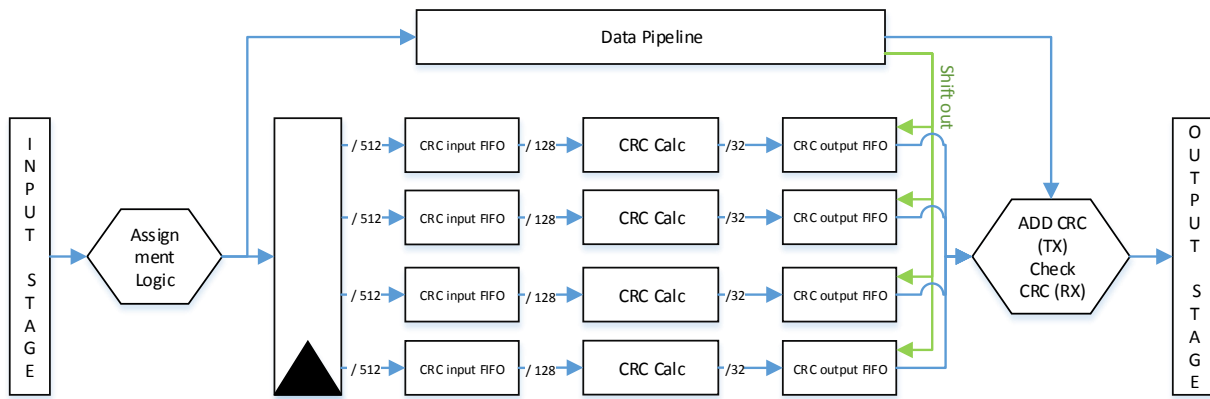 Data Pipeline
Shift out
I
N
P
U
T
S
T
A
G
E
Assign
ment
Logic
/ 512
CRC input FIFO
/ 128
CRC Calc
/32
CRC output FIFO
/ 512
CRC input FIFO
/ 128
CRC Calc
/32
CRC output FIFO
/ 512
CRC input FIFO
/ 128
CRC Calc
/32
CRC output FIFO
/ 512
CRC input FIFO
/ 128
CRC Calc
/32
CRC output FIFO
ADD CRC
(TX)
Check
CRC (RX)
O
U
T
P
U
T
S
T
A
G
E